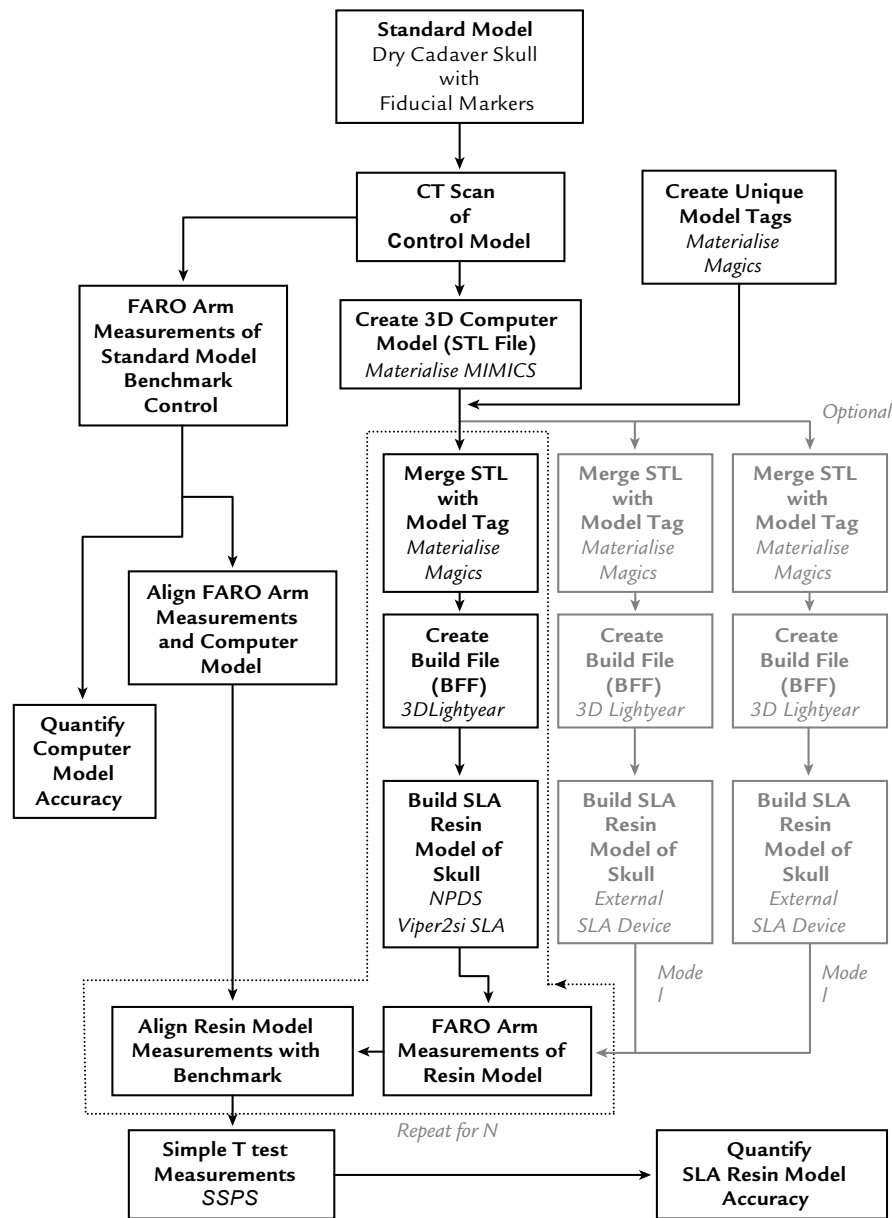 Standard Model
Dry Cadaver Skull
with
Fiducial Markers
CT Scan
of
Control Model
Create Unique
Model Tags
Materialise
Magics
FARO Arm
Measurements of
Standard Model
Benchmark
Control
Create 3D Computer
Model (STL File)
Materialise MIMICS
Optional
Merge STL
with
Model Tag
Materialise
Magics
Merge STL
with
Model Tag
Materialise
Magics
Merge STL
with
Model Tag
Materialise
Magics
Align FARO Arm
Measurements
and Computer
Model
Create
Build File
(BFF)
3DLightyear
Create
Build File
(BFF)
3D Lightyear
Create
Build File
(BFF)
3D Lightyear
Quantify
Computer
Model
Accuracy
Build SLA
Resin
Model of
Skull
NPDS
Viper2si SLA
Build SLA
Resin
Model of
Skull
External
SLA Device
Build SLA
Resin
Model of
Skull
External
SLA Device
Mode
l
Mode
l
Align Resin Model
Measurements with
Benchmark
FARO Arm
Measurements of
Resin Model
Repeat for N
Simple T test
Measurements
SSPS
Quantify
SLA Resin Model
Accuracy